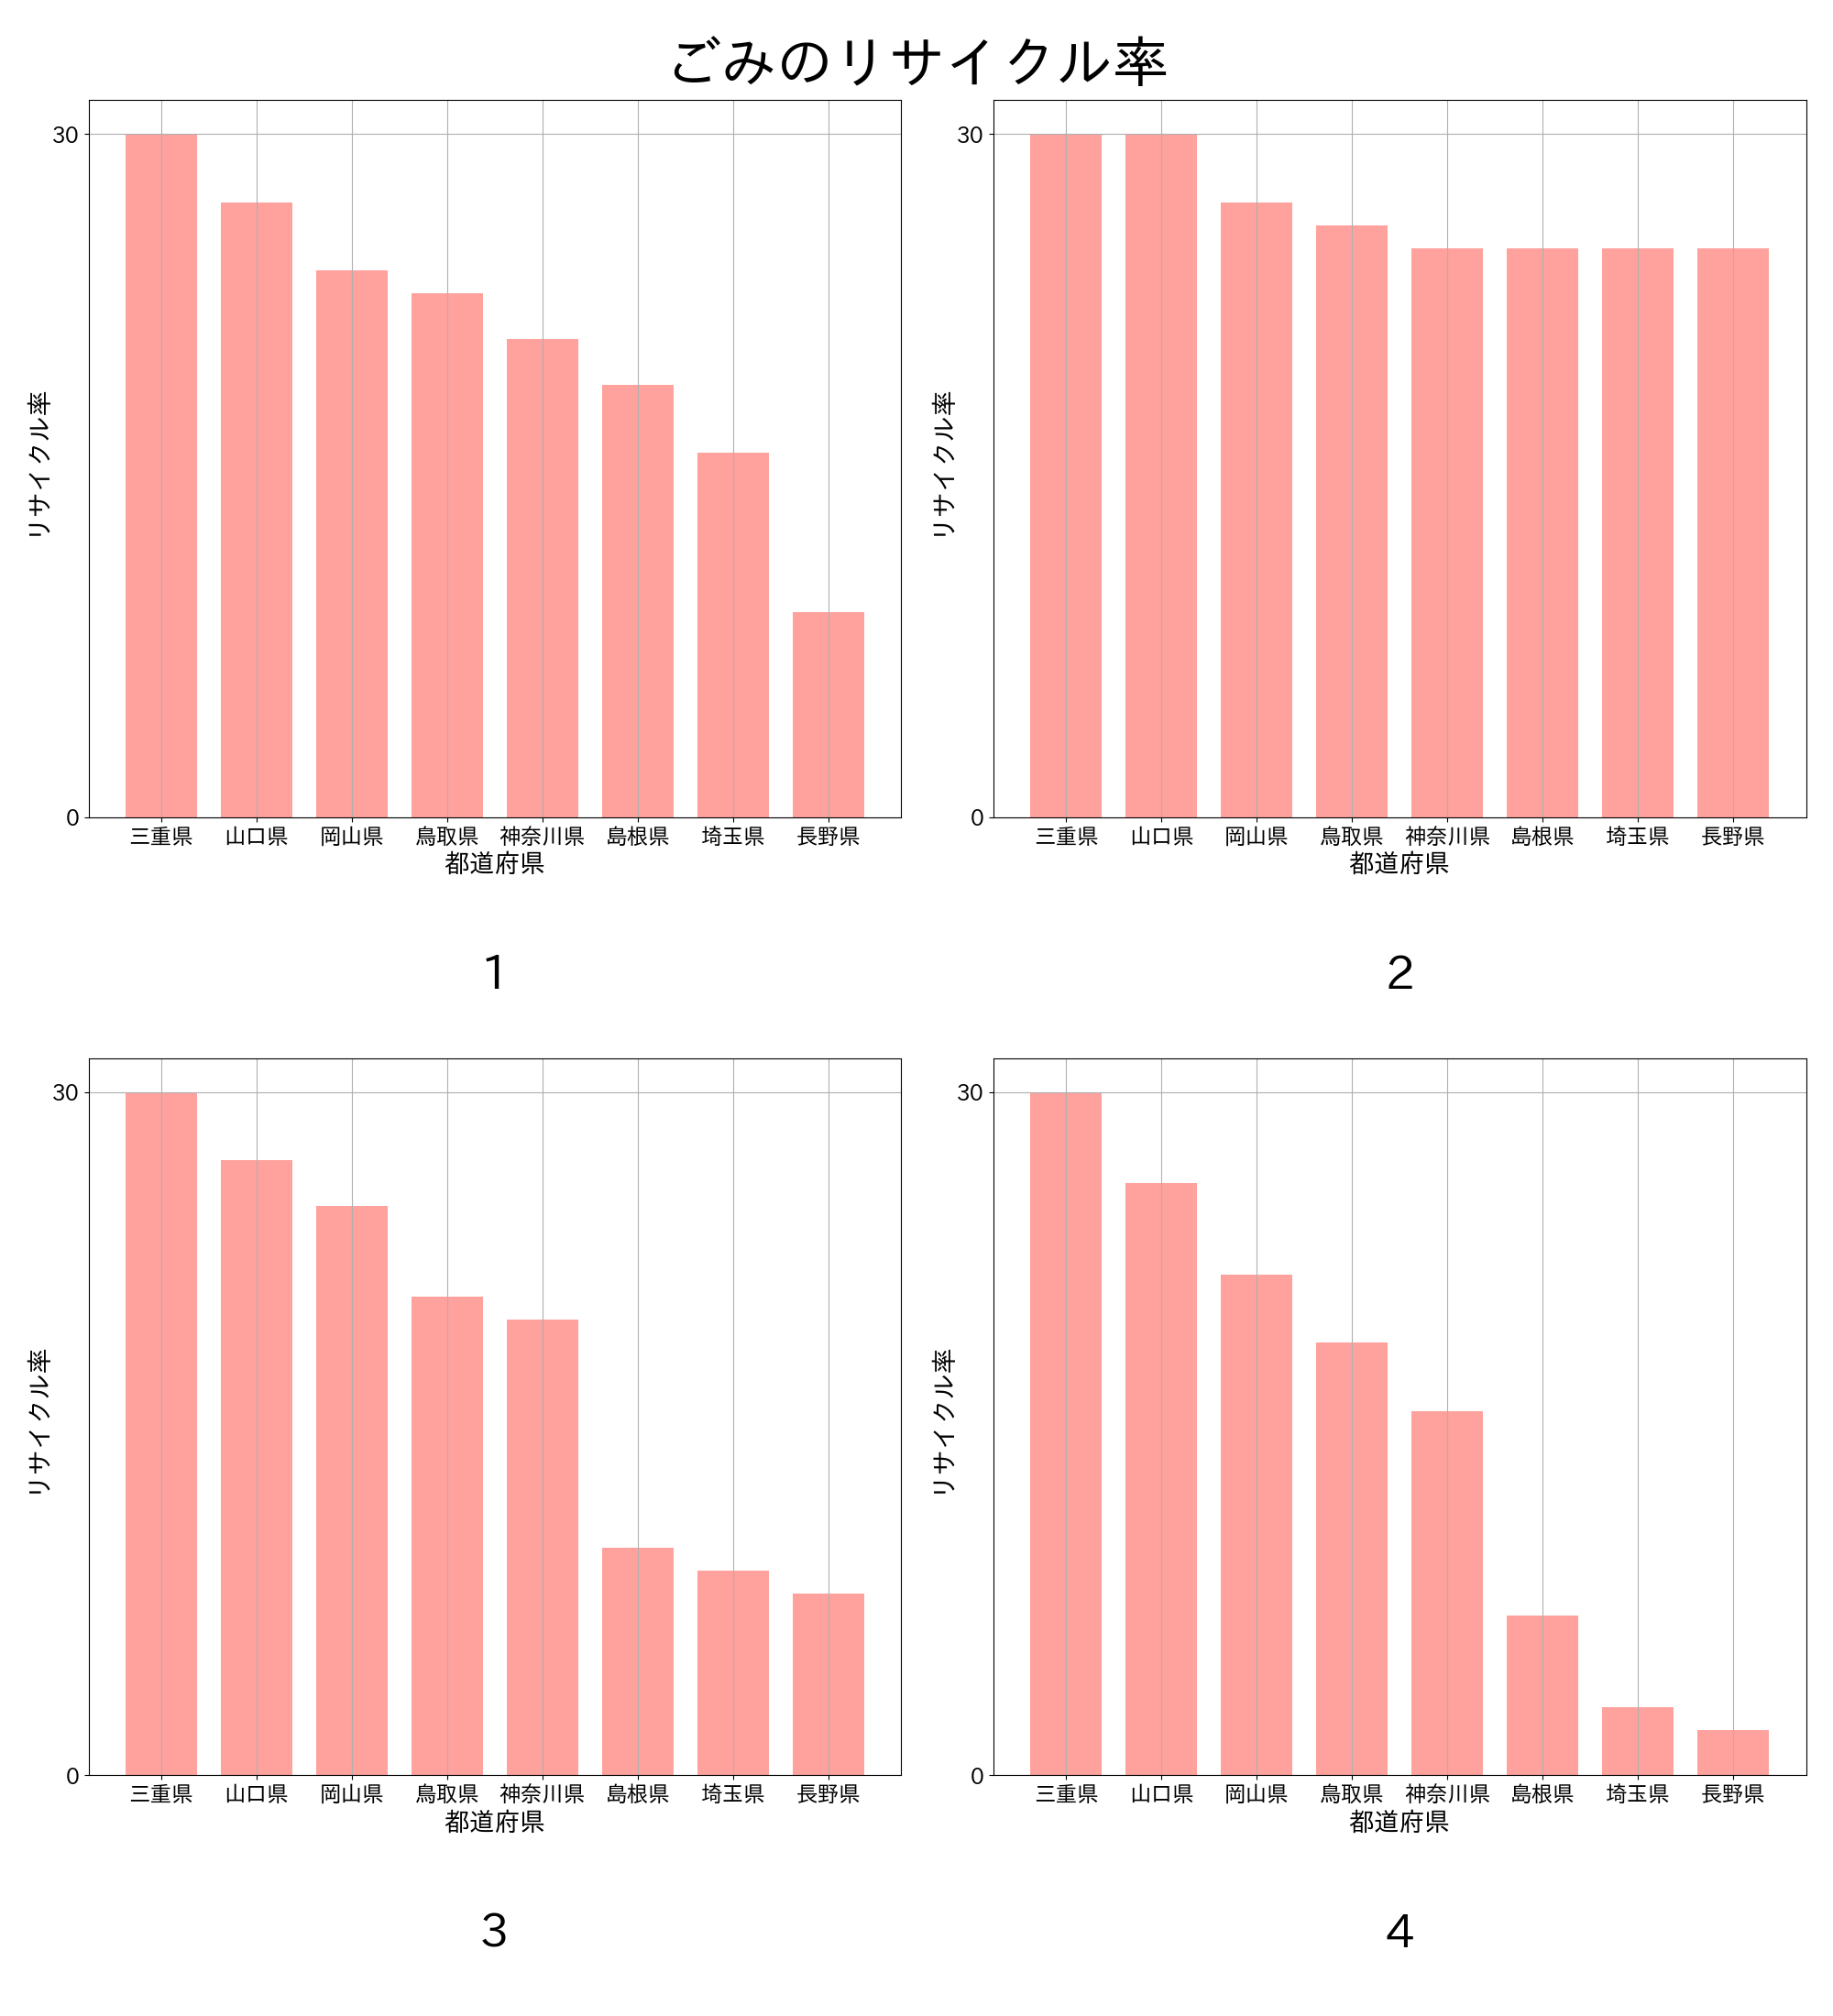 ごみのリサイクル率
30
0
リサイクル率
三重県 山口県 岡山県 鳥取県 神奈川県 島根県 埼玉県 長野県
都道府県
1
30
0
リサイクル率
三重県 山口県 岡山県 鳥取県 神奈川県 島根県 埼玉県 長野県
都道府県
2
30
0
リサイクル率
三重県 山口県 岡山県 鳥取県 神奈川県 島根県 埼玉県 長野県
都道府県
3
30
0
リサイクル率
三重県 山口県 岡山県 鳥取県 神奈川県 島根県 埼玉県 長野県
都道府県
4